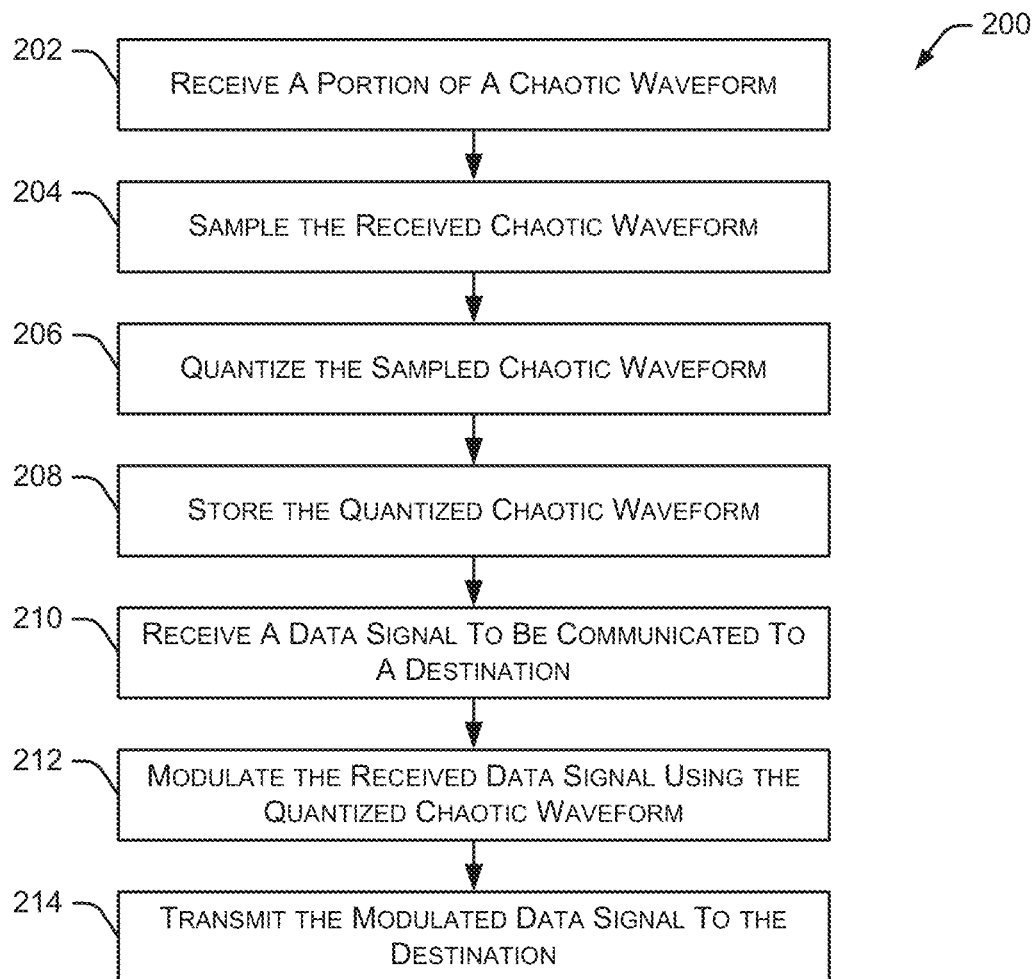 200
202
RECEIVE A PORTION OF A CHAOTIC WAVEFORM
204
SAMPLE THE RECEIVED CHAOTIC WAVEFORM
206
QUANTIZE THE SAMPLED CHAOTIC WAVEFORM
208
STORE THE QUANTIZED CHAOTIC WAVEFORM
210
RECEIVE A DATA SIGNAL TO BE COMMUNICATED TO
A DESTINATION
212
MODULATE THE RECEIVED DATA SIGNAL USING THE
QUANTIZED CHAOTIC WAVEFORM
214
TRANSMIT THE MODULATED DATA SIGNAL TO THE
DESTINATION